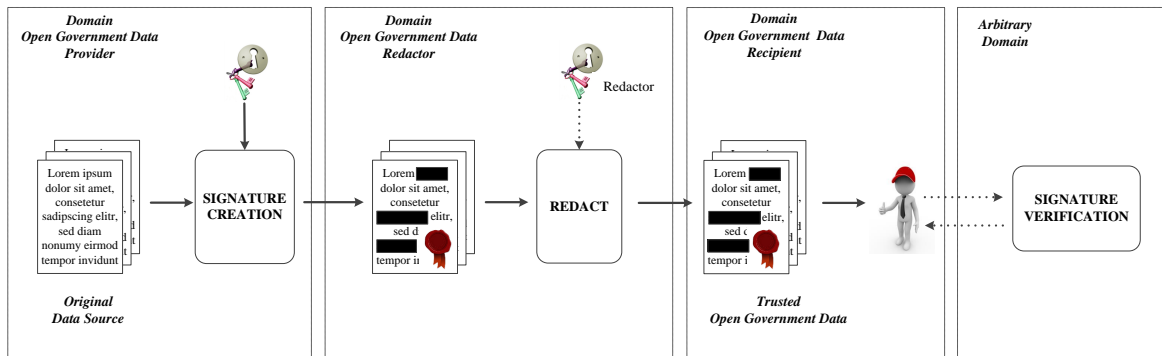 Domain
Open Government Data
Provider
Lorem ipsum
dolor sit amet,
consetetur
sadipscing elitr,
sed diam
nonumy eirmod
tempor invidunt
SIGNATURE
CREATION
Original
Data Source
Domain
Open Government Data
Redactor
Lorem
dolor sit amet,
consetetur
elitr,
sed d
tempor
Redactor
REDACT
Domain
Open Government Data
Recipient
Lorem
dolor sit amet,
consetetur
elitr,
sed
tempor
Trusted
Open Government Data
Arbitrary
Domain
SIGNATURE
VERIFICATION